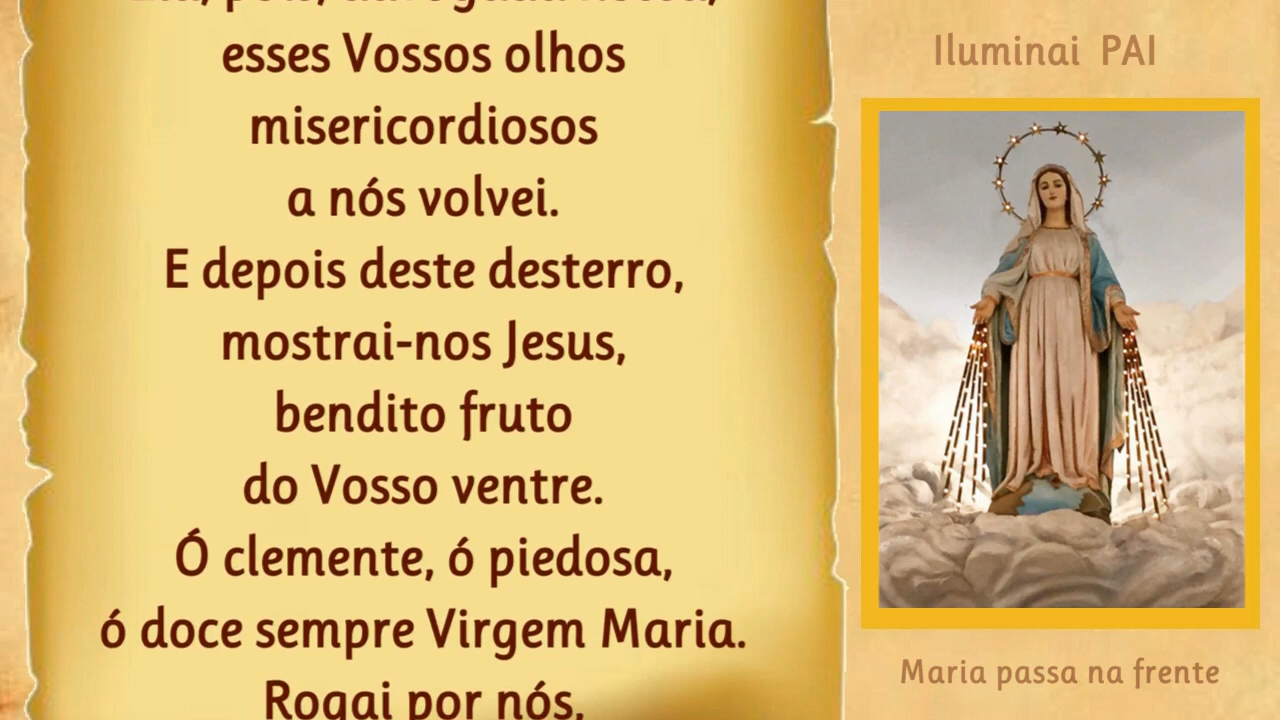 esses Vossos olhos
misericordiosos
a nós volvei.
E depois deste desterro,
mostrai-nos Jesus,
bendito fruto
do Vosso ventre.
Ó clemente, ó piedosa,
ó doce sempre Virgem Maria.
Rogai por nós,
Iluminai PAI
Maria passa na frente